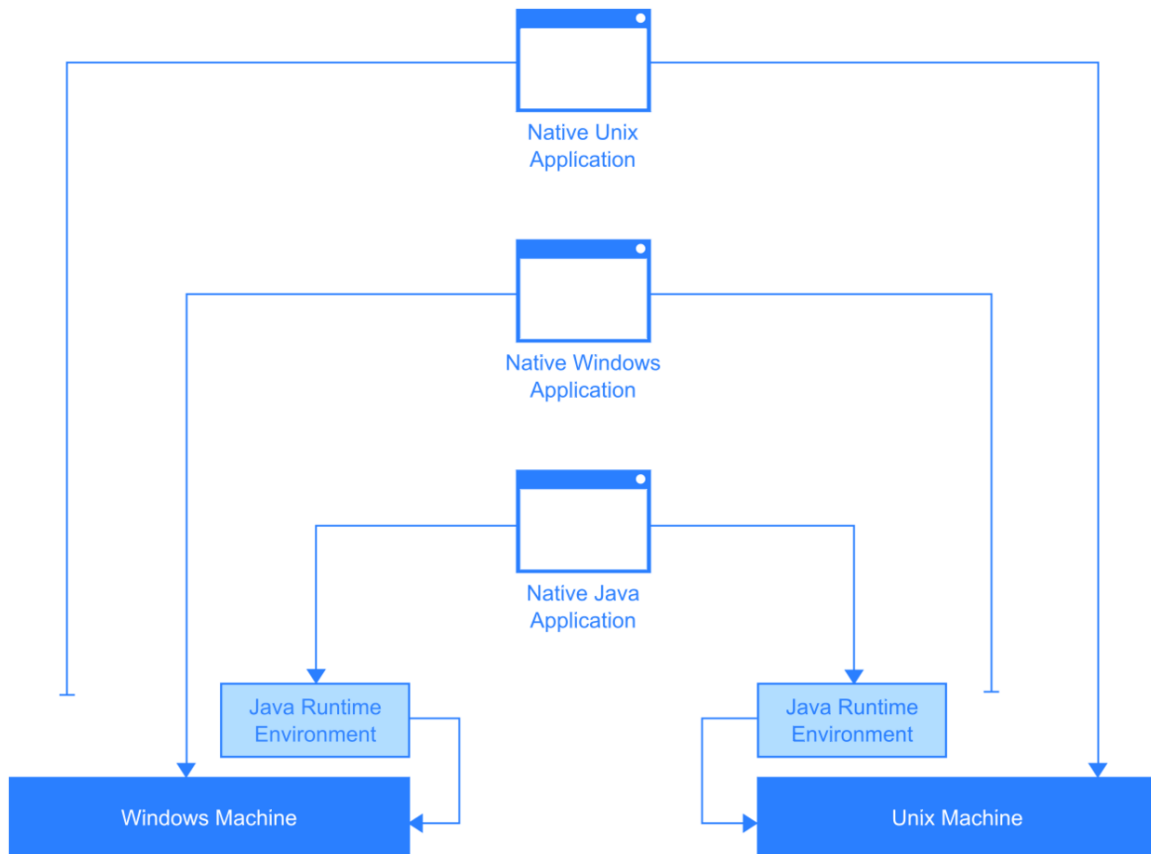 Native Unix
Application
Native Windows
Application
Native Java
Application
Java Runtime
Environment
Java Runtime
Environment
Windows Machine
Unix Machine